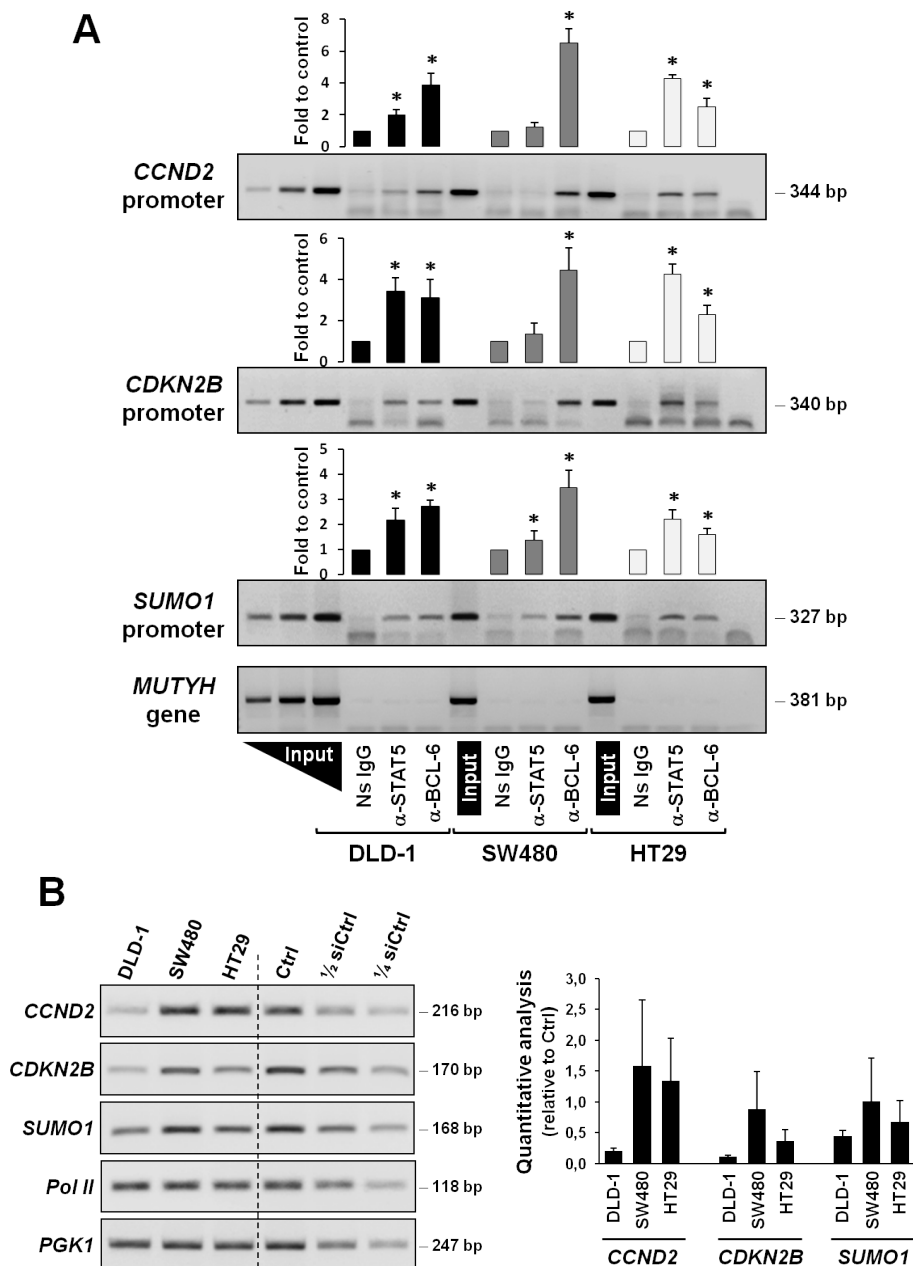 A
Fold to control
8
6
4
2
0
* * * * *
CCND2
promoter
– 344 bp
Fold to control
6
4
2
0
* * * * *
CDKN2B
promoter
– 340 bp
Fold to control
5
4
3
2
1
0
* * * * * *
SUMO1
promoter
– 327 bp
MUTYH
gene
– 381 bp
Input
Ns IgG
α-STAT5
α-BCL-6
Input
Ns IgG
α-STAT5
α-BCL-6
Input
Ns IgG
α-STAT5
α-BCL-6
DLD-1 SW480 HT29
B
DLD-1
SW480
HT29
Ctrl
½ siCtrl
¼ siCtrl
CCND2 – 216 bp
CDKN2B – 170 bp
SUMO1 – 168 bp
Pol II – 118 bp
PGK1 – 247 bp
Quantitative analysis
(relative to Ctrl)
3,0
2,5
2,0
1,5
1,0
0,5
0,0
DLD-1
SW480
HT29
DLD-1
SW480
HT29
DLD-1
SW480
HT29
CCND2 CDKN2B SUMO1